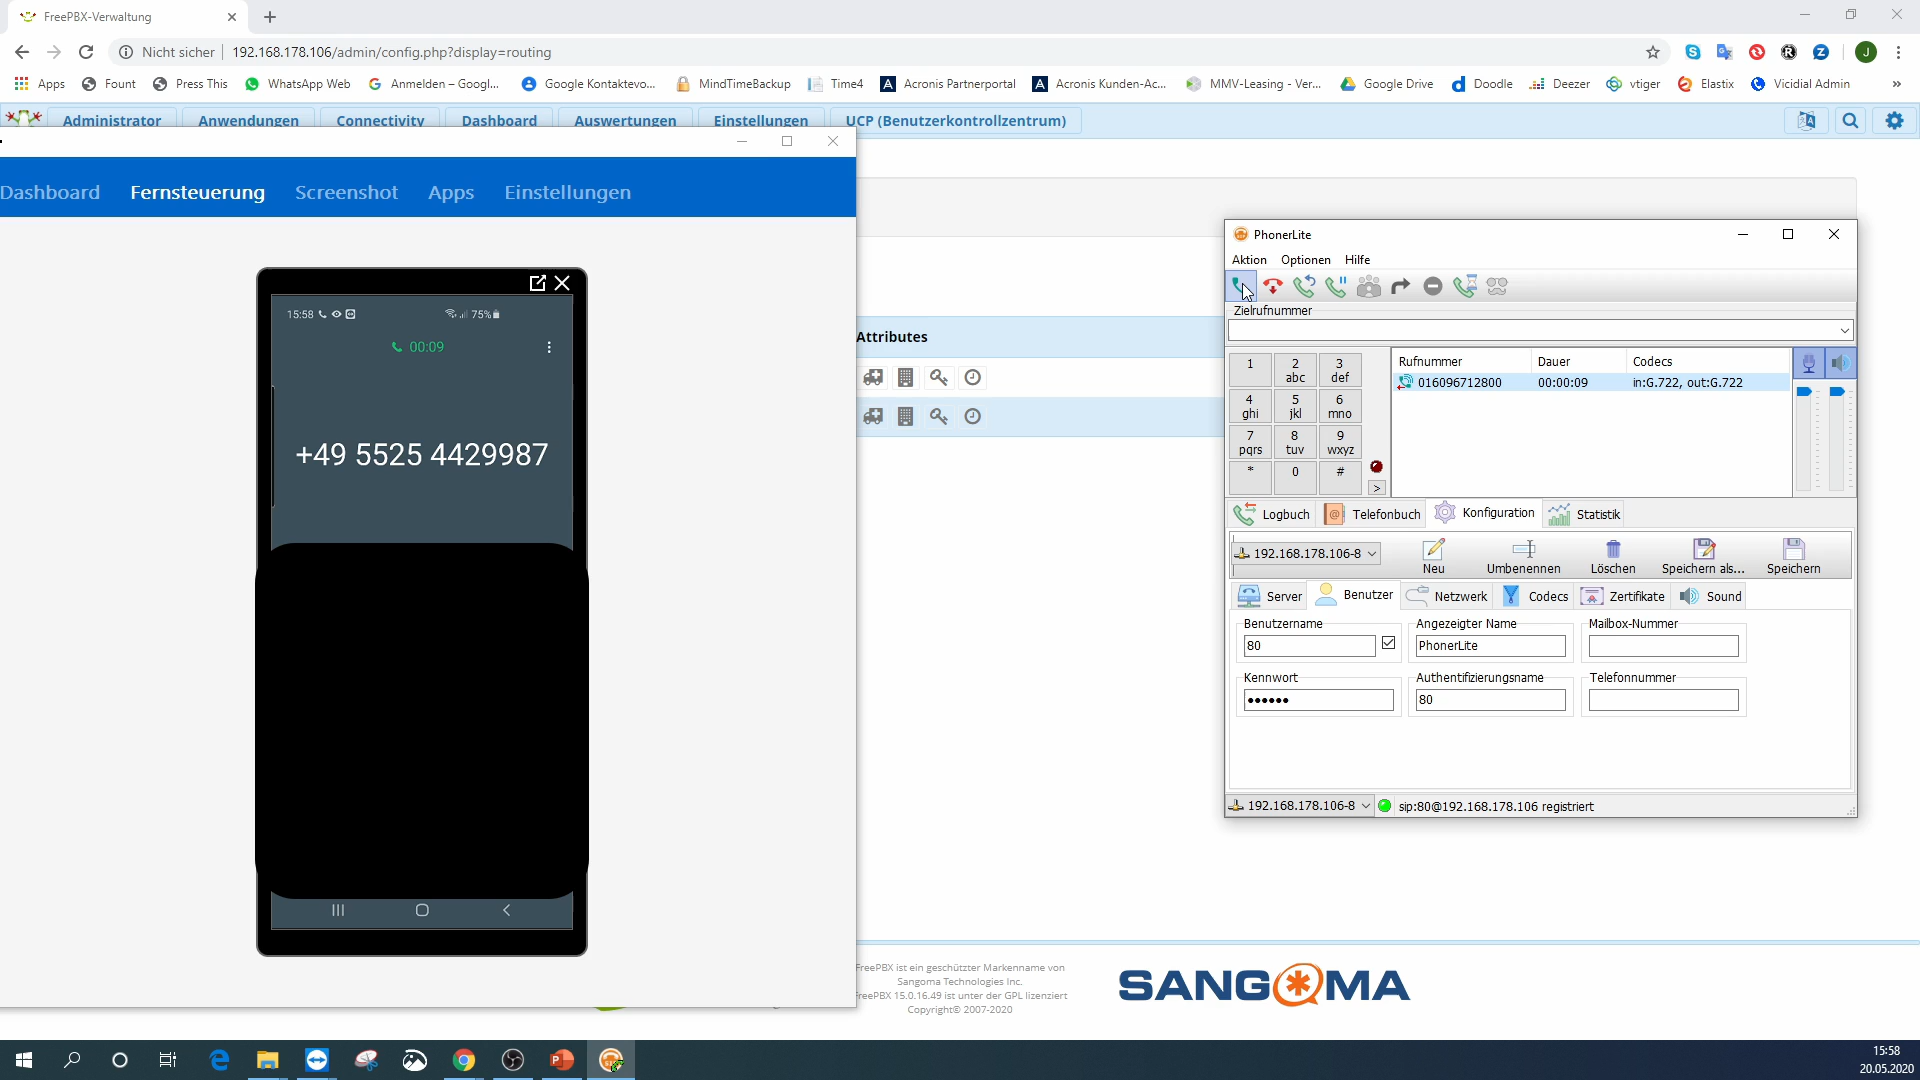 FreePBX-Verwaltung
Nicht sicher
192.168.178.106/admin/config.php?display=routing
J
Apps
Fount
Press This
WhatsApp Web
Anmelden – Googl...
Google Kontaktevo...
MindTimeBackup
Time4
Acronis Partnerportal
Acronis Kunden-Ac...
MMV-Leasing - Ver...
Google Drive
Doodle
Deezer
vtiger
Elastix
Vicidial Admin
»
Administrator
Anwendungen
Connectivity
Dashboard
Auswertungen
Einstellungen
UCP (Benutzerkontrollzentrum)
Dashboard
Fernsteuerung
Screenshot
Apps
Einstellungen
15:58
75%
00:09
+49 5525 4429987
Attributes
PhonerLite
Aktion
Optionen
Hilfe
Zielrufnummer
1
2 abc
3 def
4 ghi
5 jkl
6 mno
7 pqrs
8 tuv
9 wxyz
*
0
#
>
Rufnummer
Dauer
Codecs
016096712800
00:00:09
in:G.722, out:G.722
Logbuch
Telefonbuch
Konfiguration
Statistik
192.168.178.106-8
Neu
Umbenennen
Löschen
Speichern als...
Speichern
Server
Benutzer
Netzwerk
Codecs
Zertifikate
Sound
Benutzername
80
Angezeigter Name
PhonerLite
Mailbox-Nummer
Kennwort
••••••
Authentifizierungsname
80
Telefonnummer
192.168.178.106-8
sip:80@192.168.178.106 registriert
FreePBX ist ein geschützter Markenname von
Sangoma Technologies Inc.
FreePBX 15.0.16.49 ist unter der GPL lizenziert
Copyright© 2007-2020
SANGOMA
15:58
20.05.2020